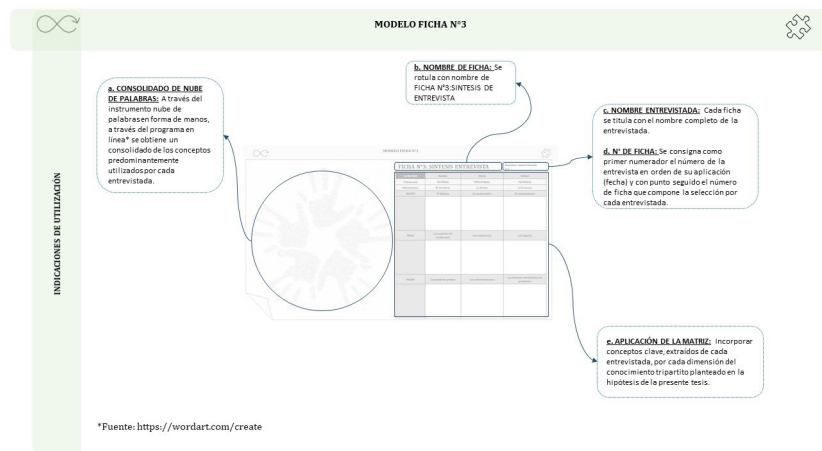 MODELO FICHA N°3
b. NOMBRE DE FICHA: Se
rotula con nombre de
FICHA N°3:SINTESIS DE
ENTREVISTA
a. CONSOLIDADO DE NUBE
DE PALABRAS: A través del
instrumento nube de
palabrasen forma de manos,
a través del programa en
línea* se obtiene un
consolidado de los conceptos
predominantemente
utilizados por cada
entrevistada.
c. NOMBRE ENTREVISTADA: Cada ficha
se titula con el nombre completo de la
entrevistada.
d. N° DE FICHA: Se consigna como
primer numerador el número de la
entrevista en orden de su aplicación
(fecha) y con punto seguido el número
de ficha que compone la selección por
cada entrevistada.
MODELO FICHA N°3
FICHA N°3: SÍNTESIS ENTREVISTA
INDICACIONES DE UTILIZACIÓN
e. APLICACIÓN DE LA MATRIZ: Incorporar
conceptos clave, extraídos de cada
entrevistada, por cada dimensión del
conocimiento tripartito planteado en la
hipótesis de la presente tesis.
*Fuente: https://wordart.com/create